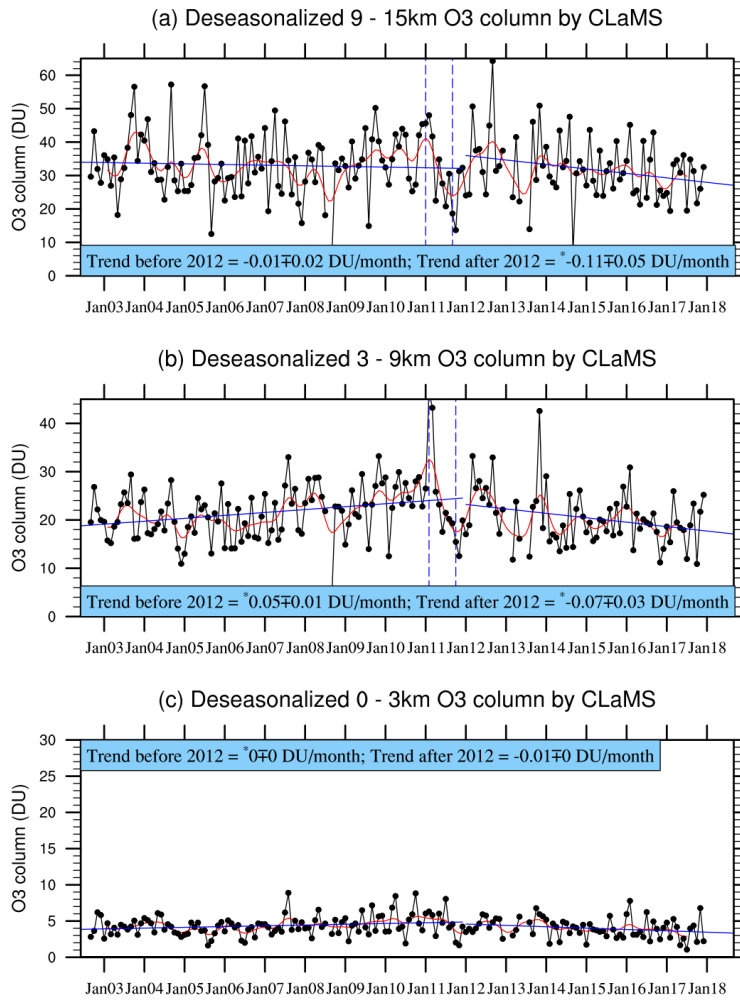 (a) Deseasonalized 9 - 15km O3 column by CLaMS
O3 column (DU)
60
50
40
30
20
10
0
Trend before 2012 = -0.01∓0.02 DU/month; Trend after 2012 = *-0.11∓0.05 DU/month
Jan03 Jan04 Jan05 Jan06 Jan07 Jan08 Jan09 Jan10 Jan11 Jan12 Jan13 Jan14 Jan15 Jan16 Jan17 Jan18
(b) Deseasonalized 3 - 9km O3 column by CLaMS
O3 column (DU)
40
30
20
10
0
Trend before 2012 = *0.05∓0.01 DU/month; Trend after 2012 = *-0.07∓0.03 DU/month
Jan03 Jan04 Jan05 Jan06 Jan07 Jan08 Jan09 Jan10 Jan11 Jan12 Jan13 Jan14 Jan15 Jan16 Jan17 Jan18
(c) Deseasonalized 0 - 3km O3 column by CLaMS
O3 column (DU)
30
25
20
15
10
5
0
Trend before 2012 = *0∓0 DU/month; Trend after 2012 = -0.01∓0 DU/month
Jan03 Jan04 Jan05 Jan06 Jan07 Jan08 Jan09 Jan10 Jan11 Jan12 Jan13 Jan14 Jan15 Jan16 Jan17 Jan18